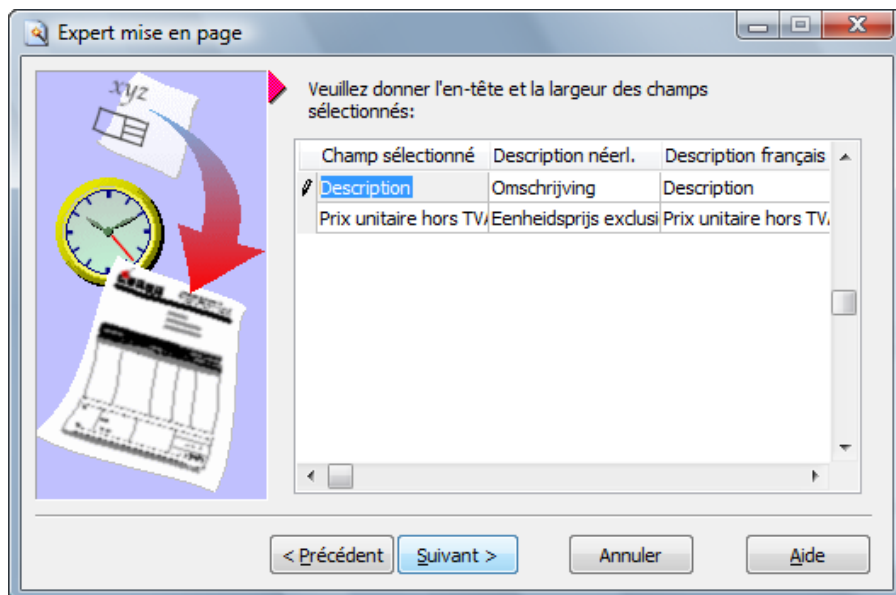 Expert mise en page
xyz
Veuillez donner l'en-tête et la largeur des champs
sélectionnés:
Champ sélectionné Description néerl. Description français
Description Omschrijving Description
Prix unitaire hors TV Eenheidsprijs exclusi Prix unitaire hors TV
< Précédent Suivant > Annuler Aide